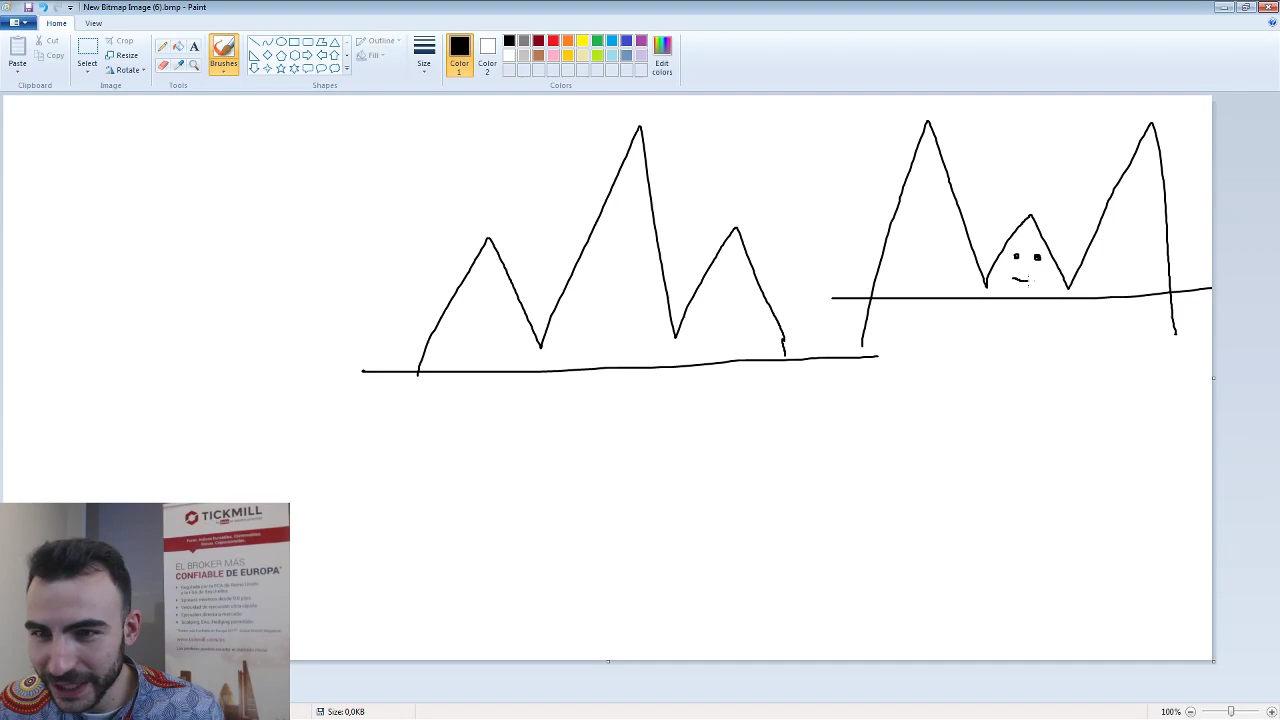 New Bitmap Image (6).bmp - Paint
Home
View
Paste
Cut
Copy
Clipboard
Select
Crop
Resize
Rotate
Image
A
Tools
Brushes
Shapes
Outline
Fill
Size
Color
1
Color
2
Edit
colors
Colors
TICKMILL
EL BRÓKER MÁS
CONFIABLE DE EUROPA*
Size: 0,0KB
100%